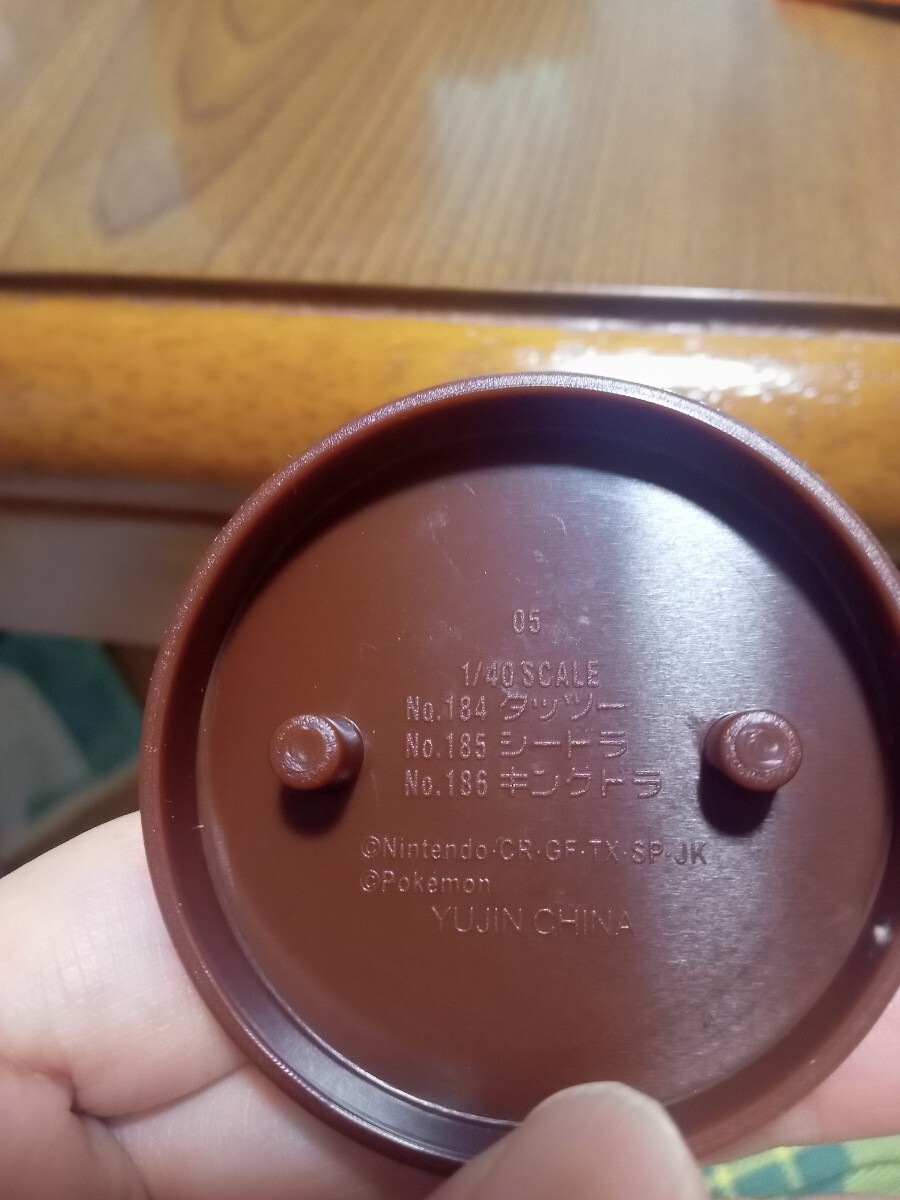 05
1/40 SCALE
No.184 タッツー
No.185 シードラ
No.186 キングドラ
©Nintendo·CR·GF·TX·SP·JK
©Pokémon
YUJIN CHINA